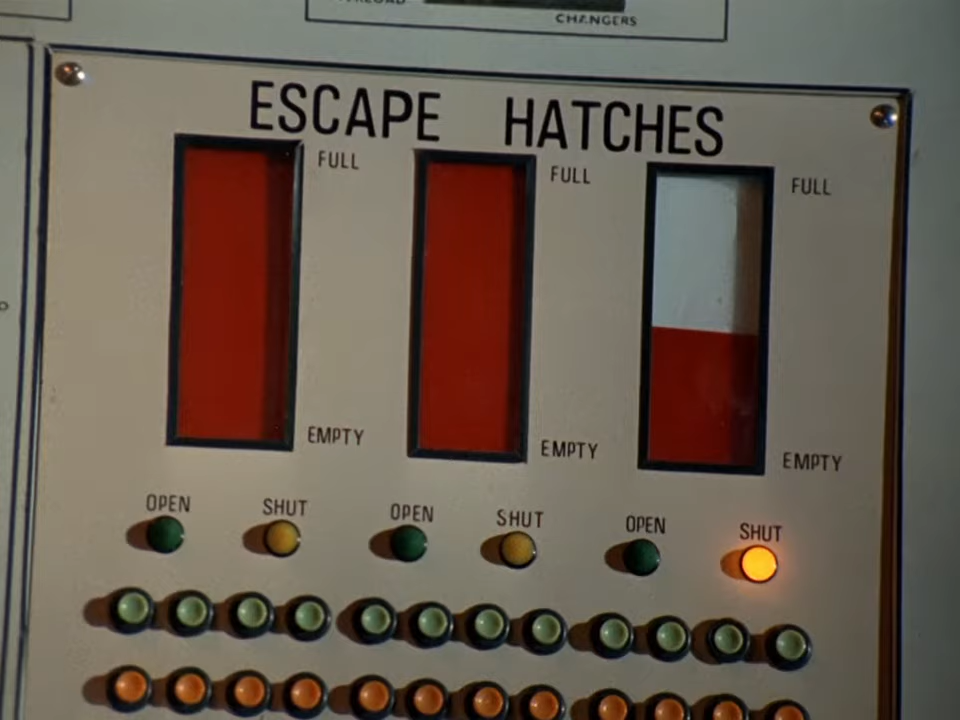 CHANGERS
ESCAPE HATCHES
FULL
FULL
FULL
EMPTY
EMPTY
EMPTY
OPEN SHUT OPEN SHUT OPEN SHUT